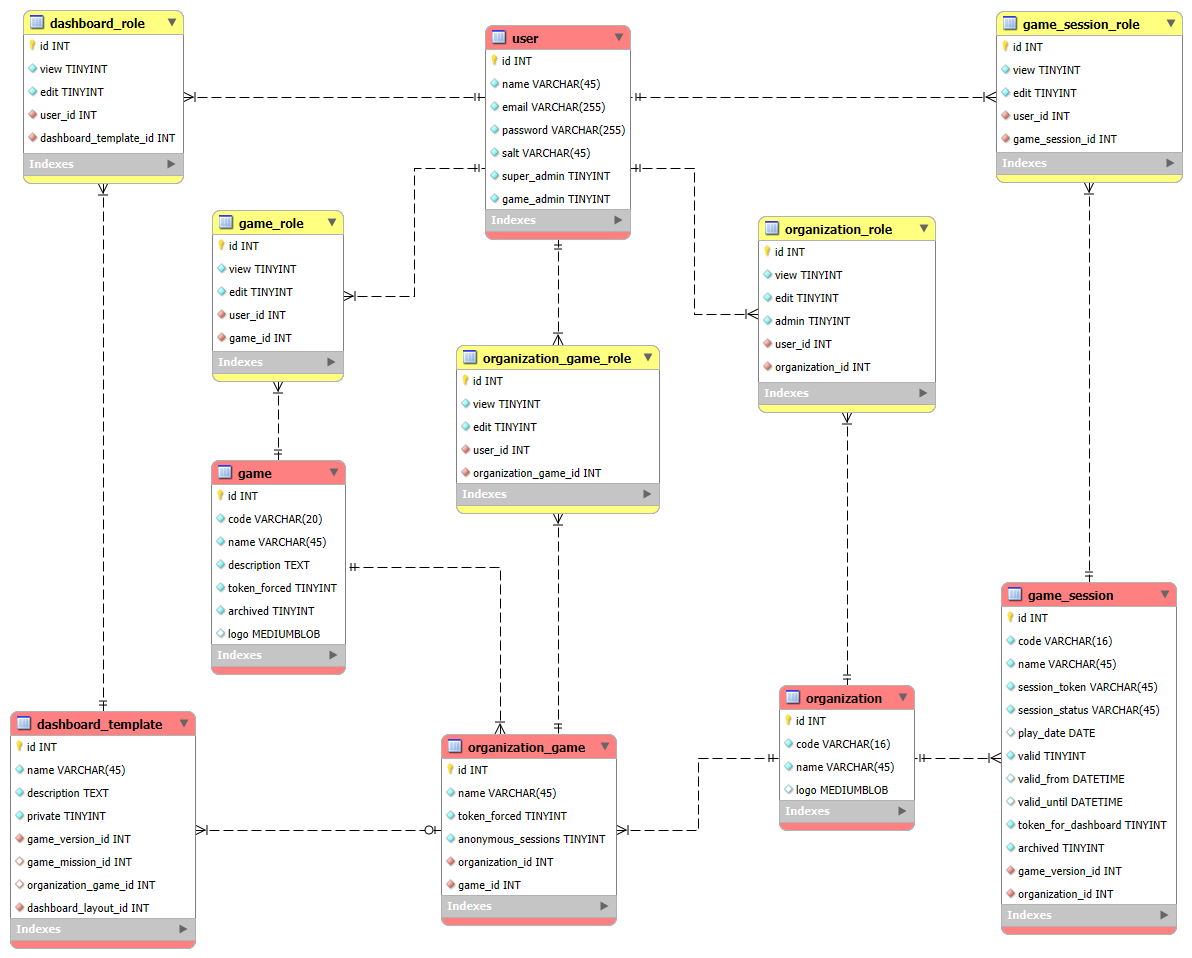 dashboard_role
id INT
view TINYINT
edit TINYINT
user_id INT
dashboard_template_id INT
Indexes
user
id INT
name VARCHAR(45)
email VARCHAR(255)
password VARCHAR(255)
salt VARCHAR(45)
super_admin TINYINT
game_admin TINYINT
Indexes
game_session_role
id INT
view TINYINT
edit TINYINT
user_id INT
game_session_id INT
Indexes
game_role
id INT
view TINYINT
edit TINYINT
user_id INT
game_id INT
Indexes
organization_role
id INT
view TINYINT
edit TINYINT
admin TINYINT
user_id INT
organization_id INT
Indexes
organization_game_role
id INT
view TINYINT
edit TINYINT
user_id INT
organization_game_id INT
Indexes
game
id INT
code VARCHAR(20)
name VARCHAR(45)
description TEXT
token_forced TINYINT
archived TINYINT
logo MEDIUMBLOB
Indexes
game_session
id INT
code VARCHAR(16)
name VARCHAR(45)
session_token VARCHAR(45)
session_status VARCHAR(45)
play_date DATE
valid TINYINT
valid_from DATETIME
valid_until DATETIME
token_for_dashboard TINYINT
archived TINYINT
game_version_id INT
organization_id INT
Indexes
organization
id INT
code VARCHAR(16)
name VARCHAR(45)
logo MEDIUMBLOB
Indexes
dashboard_template
id INT
name VARCHAR(45)
description TEXT
private TINYINT
game_version_id INT
game_mission_id INT
organization_game_id INT
dashboard_layout_id INT
Indexes
organization_game
id INT
name VARCHAR(45)
token_forced TINYINT
anonymous_sessions TINYINT
organization_id INT
game_id INT
Indexes